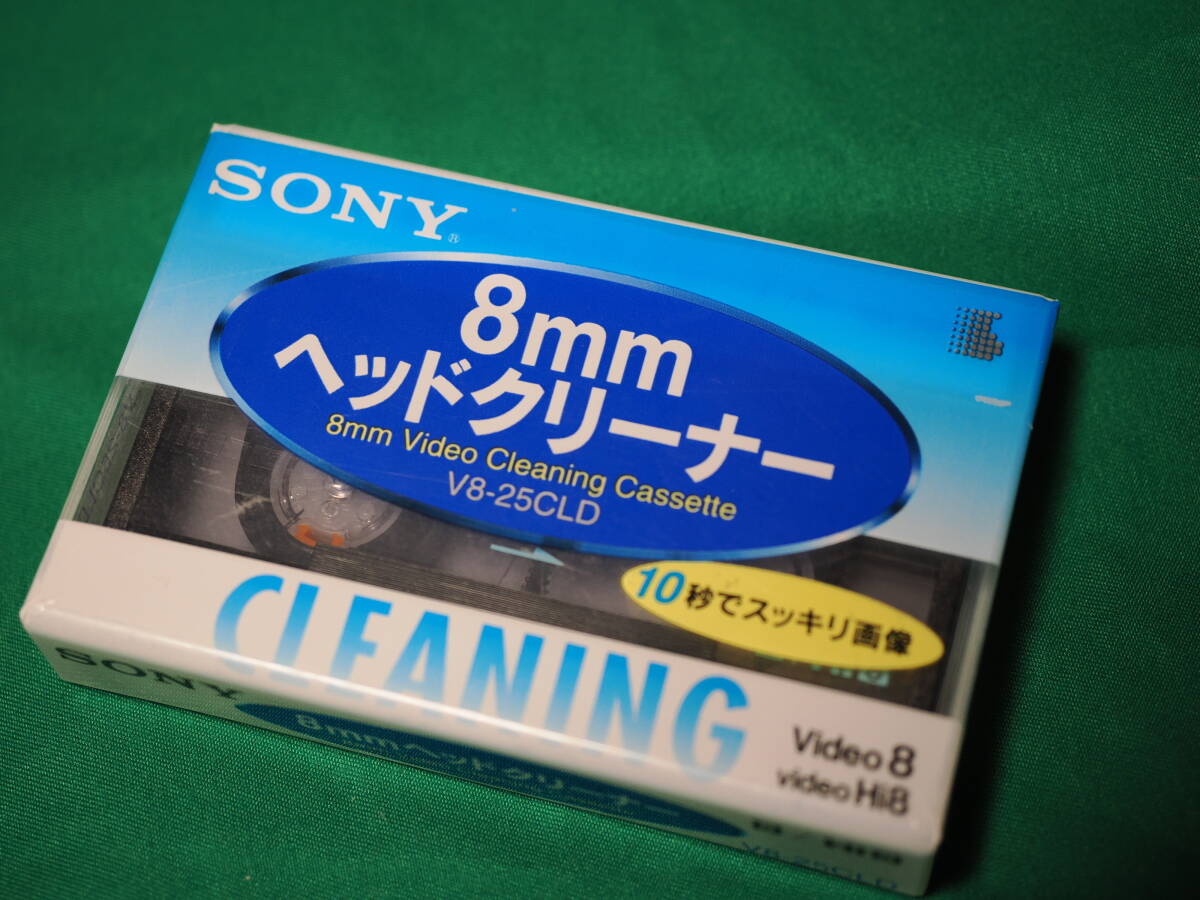 SONY®
8mm
ヘッドクリーナー
8mm Video Cleaning Cassette
V8-25CLD
10秒でスッキリ画像
CLEANING
Video 8
video Hi8
SONY
8mmヘッドクリーナー
V8-25CLD